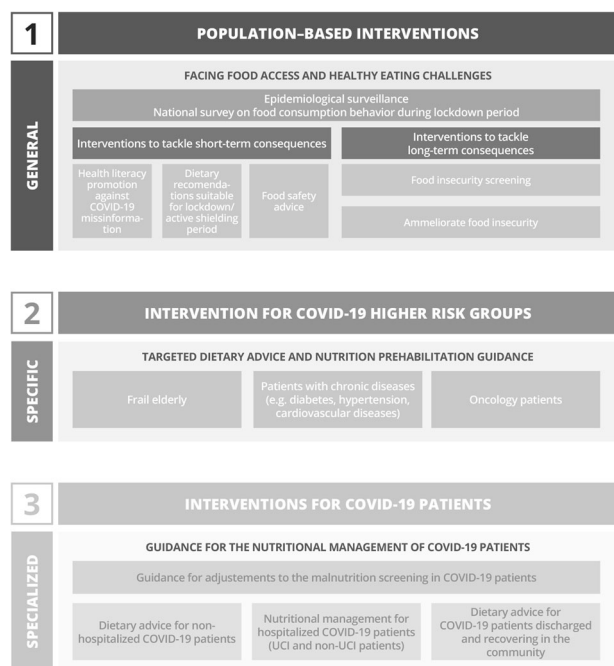 1
POPULATION–BASED INTERVENTIONS
GENERAL
FACING FOOD ACCESS AND HEALTHY EATING CHALLENGES
Epidemiological surveillance
National survey on food consumption behavior during lockdown period
Interventions to tackle short-term consequences
Interventions to tackle
long-term consequences
Health literacy
promotion
against
COVID-19
missinforma-
tion
Dietary
recomenda-
tions suitable
for lockdown/
active shielding
period
Food safety
advice
Food insecurity screening
Ammeliorate food insecurity
2
INTERVENTION FOR COVID-19 HIGHER RISK GROUPS
SPECIFIC
TARGETED DIETARY ADVICE AND NUTRITION PREHABILITATION GUIDANCE
Frail elderly
Patients with chronic diseases
(e.g. diabetes, hypertension,
cardiovascular diseases)
Oncology patients
3
INTERVENTIONS FOR COVID-19 PATIENTS
SPECIALIZED
GUIDANCE FOR THE NUTRITIONAL MANAGEMENT OF COVID-19 PATIENTS
Guidance for adjustements to the malnutrition screening in COVID-19 patients
Dietary advice for non-
hospitalized COVID-19 patients
Nutritional management for
hospitalized COVID-19 patients
(UCI and non-UCI patients)
Dietary advice for
COVID-19 patients discharged
and recovering in the
community